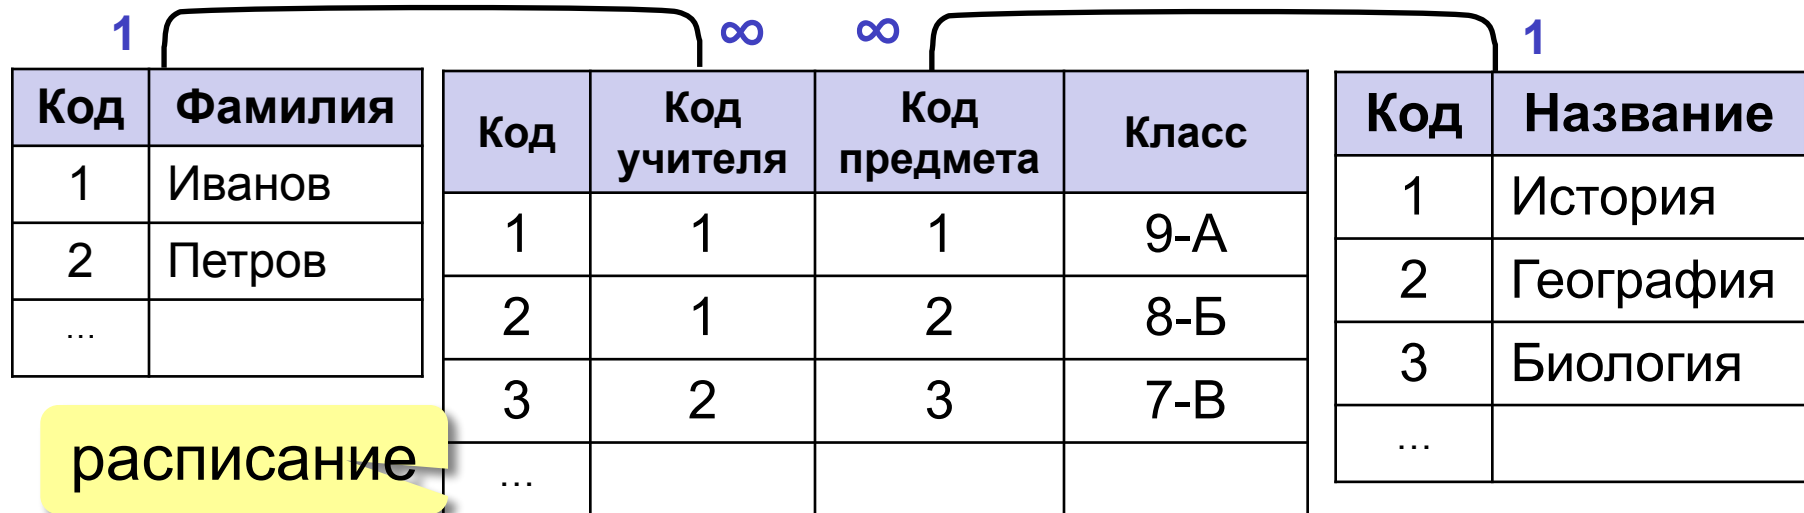 1 ∞ ∞ 1
Код Фамилия
1 Иванов
2 Петров
...
Код Код учителя Код предмета Класс
1 1 1 9-А
2 1 2 8-Б
3 2 3 7-В
...
Код Название
1 История
2 География
3 Биология
...
расписание